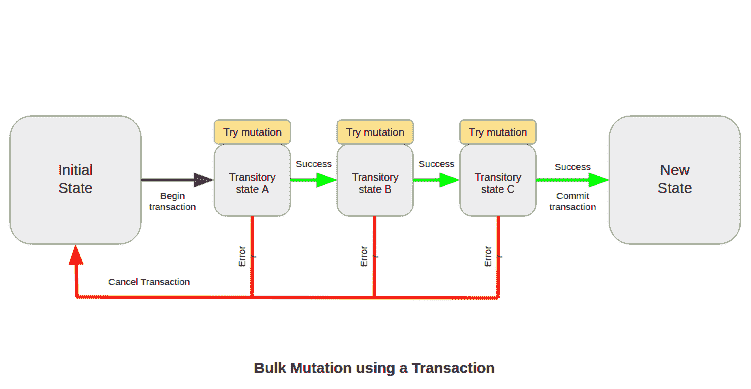 Try mutation
Try mutation
Try mutation
Initial
State
Begin
transaction
Transitory
state A
Success
Transitory
state B
Success
Transitory
state C
Success
Commit
transaction
New
State
Error
Error
Error
Cancel Transaction
Bulk Mutation using a Transaction